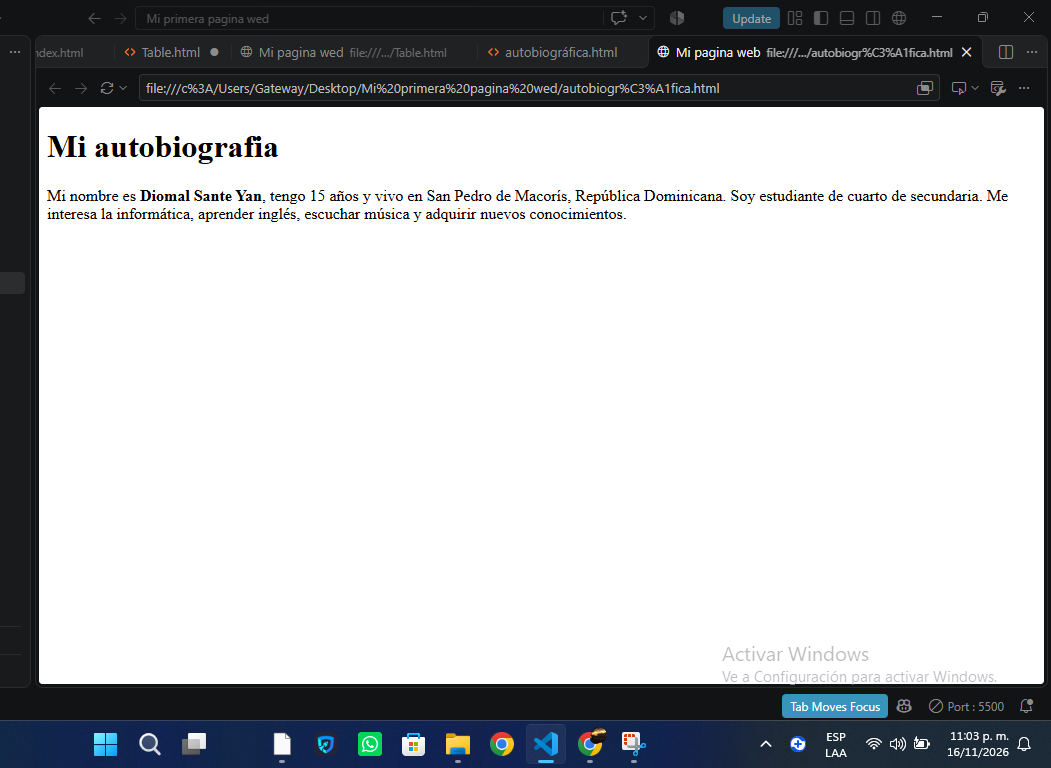 Mi primera pagina wed
Update
ndex.html
Table.html
Mi pagina wed file:///.../Table.html
autobiográfica.html
Mi pagina web file:///.../autobiogr%C3%A1fica.html
file:///c%3A/Users/Gateway/Desktop/Mi%20primera%20pagina%20wed/autobiogr%C3%A1fica.html
Mi autobiografia
Mi nombre es Diomal Sante Yan, tengo 15 años y vivo en San Pedro de Macorís, República Dominicana. Soy estudiante de cuarto de secundaria. Me
interesa la informática, aprender inglés, escuchar música y adquirir nuevos conocimientos.
Activar Windows
Ve a Configuración para activar Windows.
Tab Moves Focus
Port : 5500
ESP
LAA
11:03 p. m.
16/11/2026